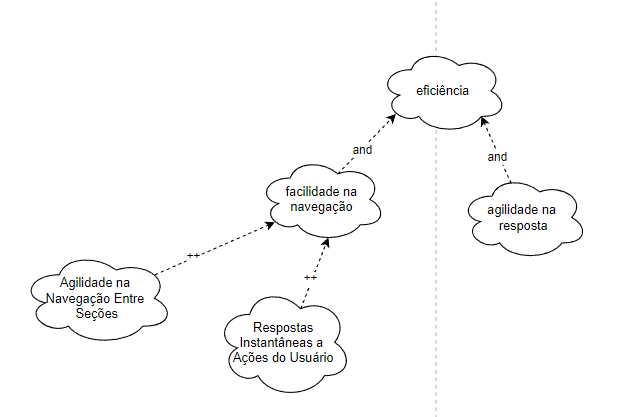 eficiência
and
and
facilidade na
navegação
agilidade na
resposta
++
++
Agilidade na
Navegação Entre
Seções
Respostas
Instantâneas a
Ações do Usuário